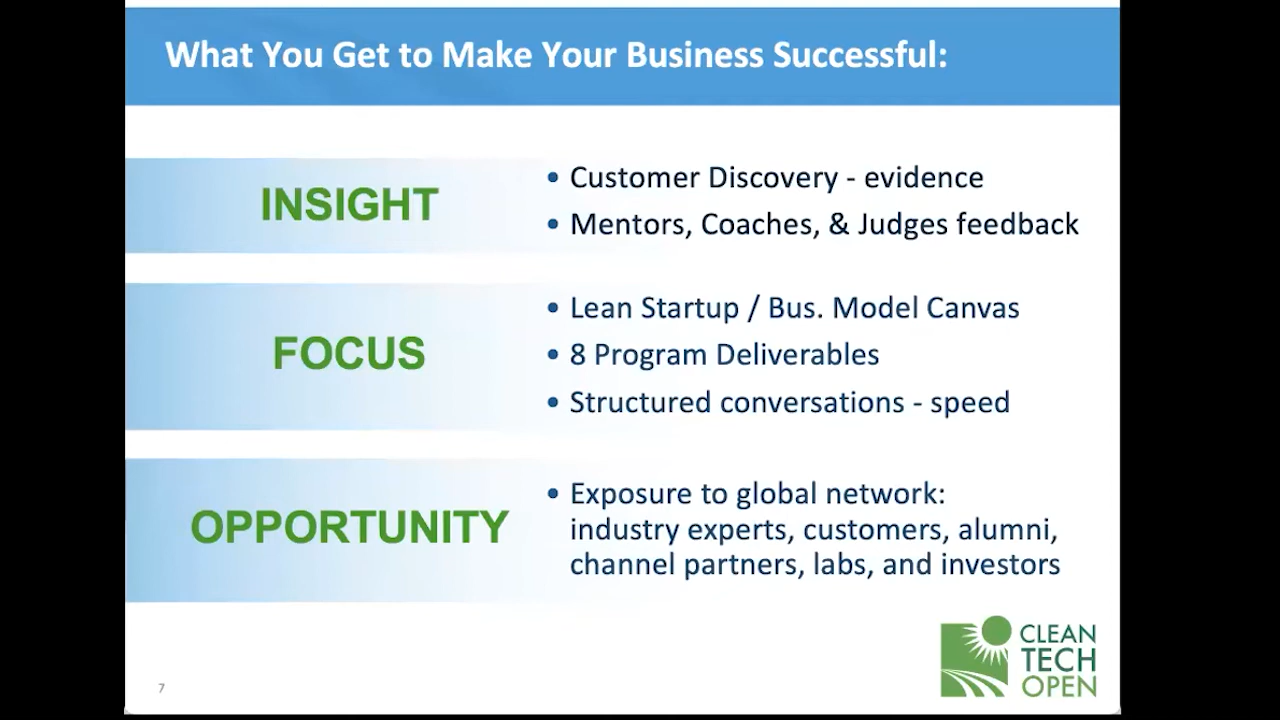 What You Get to Make Your Business Successful:
INSIGHT
• Customer Discovery - evidence
• Mentors, Coaches, & Judges feedback
FOCUS
• Lean Startup / Bus. Model Canvas
• 8 Program Deliverables
• Structured conversations - speed
OPPORTUNITY
• Exposure to global network:
industry experts, customers, alumni,
channel partners, labs, and investors
CLEAN
TECH
OPEN
7